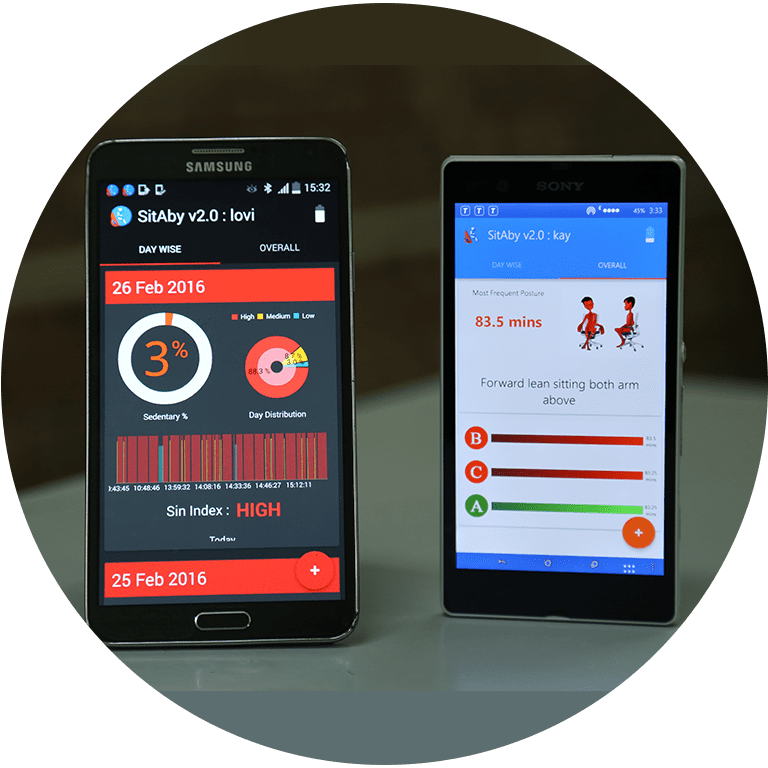 SAMSUNG
15:32
SitAby v2.0 : lovi
DAY WISE
OVERALL
26 Feb 2016
High Medium Low
3%
88.3 %
8.7 %
3.0 %
Sedentary %
Day Distribution
10:48:46 13:59:32 14:08:16 14:33:36 14:46:27 15:12:11
Sin Index : HIGH
Today
25 Feb 2016
+
SONY
45% 3:33
SitAby v2.0 : kay
DAY WISE
OVERALL
Most Frequent Posture
83.5 mins
Forward lean sitting both arm
above
B
83.5
mins
C
83.25
mins
A
83.25
mins
+